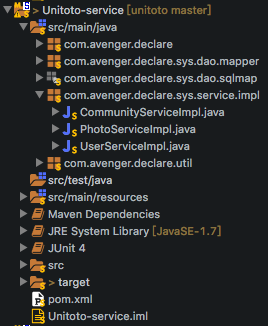 > Unitoto-service [unitoto master]
src/main/java
com.avenger.declare
com.avenger.declare.sys.dao.mapper
com.avenger.declare.sys.dao.sqlmap
com.avenger.declare.sys.service.impl
CommunityServiceImpl.java
PhotoServiceImpl.java
UserServiceImpl.java
com.avenger.declare.util
src/test/java
src/main/resources
Maven Dependencies
JRE System Library [JavaSE-1.7]
JUnit 4
src
> target
pom.xml
Unitoto-service.iml